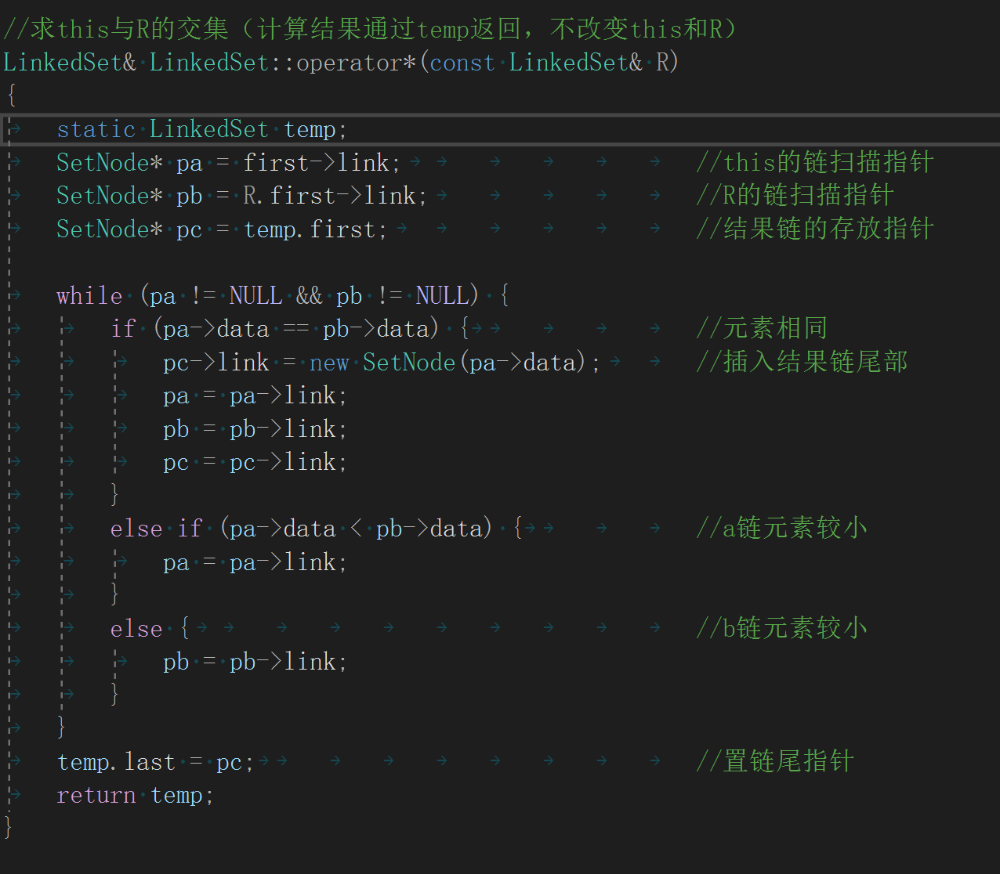 //求this与R的交集（计算结果通过temp返回，不改变this和R）
LinkedSet& LinkedSet::operator*(const LinkedSet& R)
{
static LinkedSet temp;
SetNode* pa = first->link; //this的链扫描指针
SetNode* pb = R.first->link; //R的链扫描指针
SetNode* pc = temp.first; //结果链的存放指针
while (pa != NULL && pb != NULL) {
if (pa->data == pb->data) { //元素相同
pc->link = new SetNode(pa->data); //插入结果链尾部
pa = pa->link;
pb = pb->link;
pc = pc->link;
}
else if (pa->data < pb->data) { //a链元素较小
pa = pa->link;
}
else { //b链元素较小
pb = pb->link;
}
}
temp.last = pc; //置链尾指针
return temp;
}